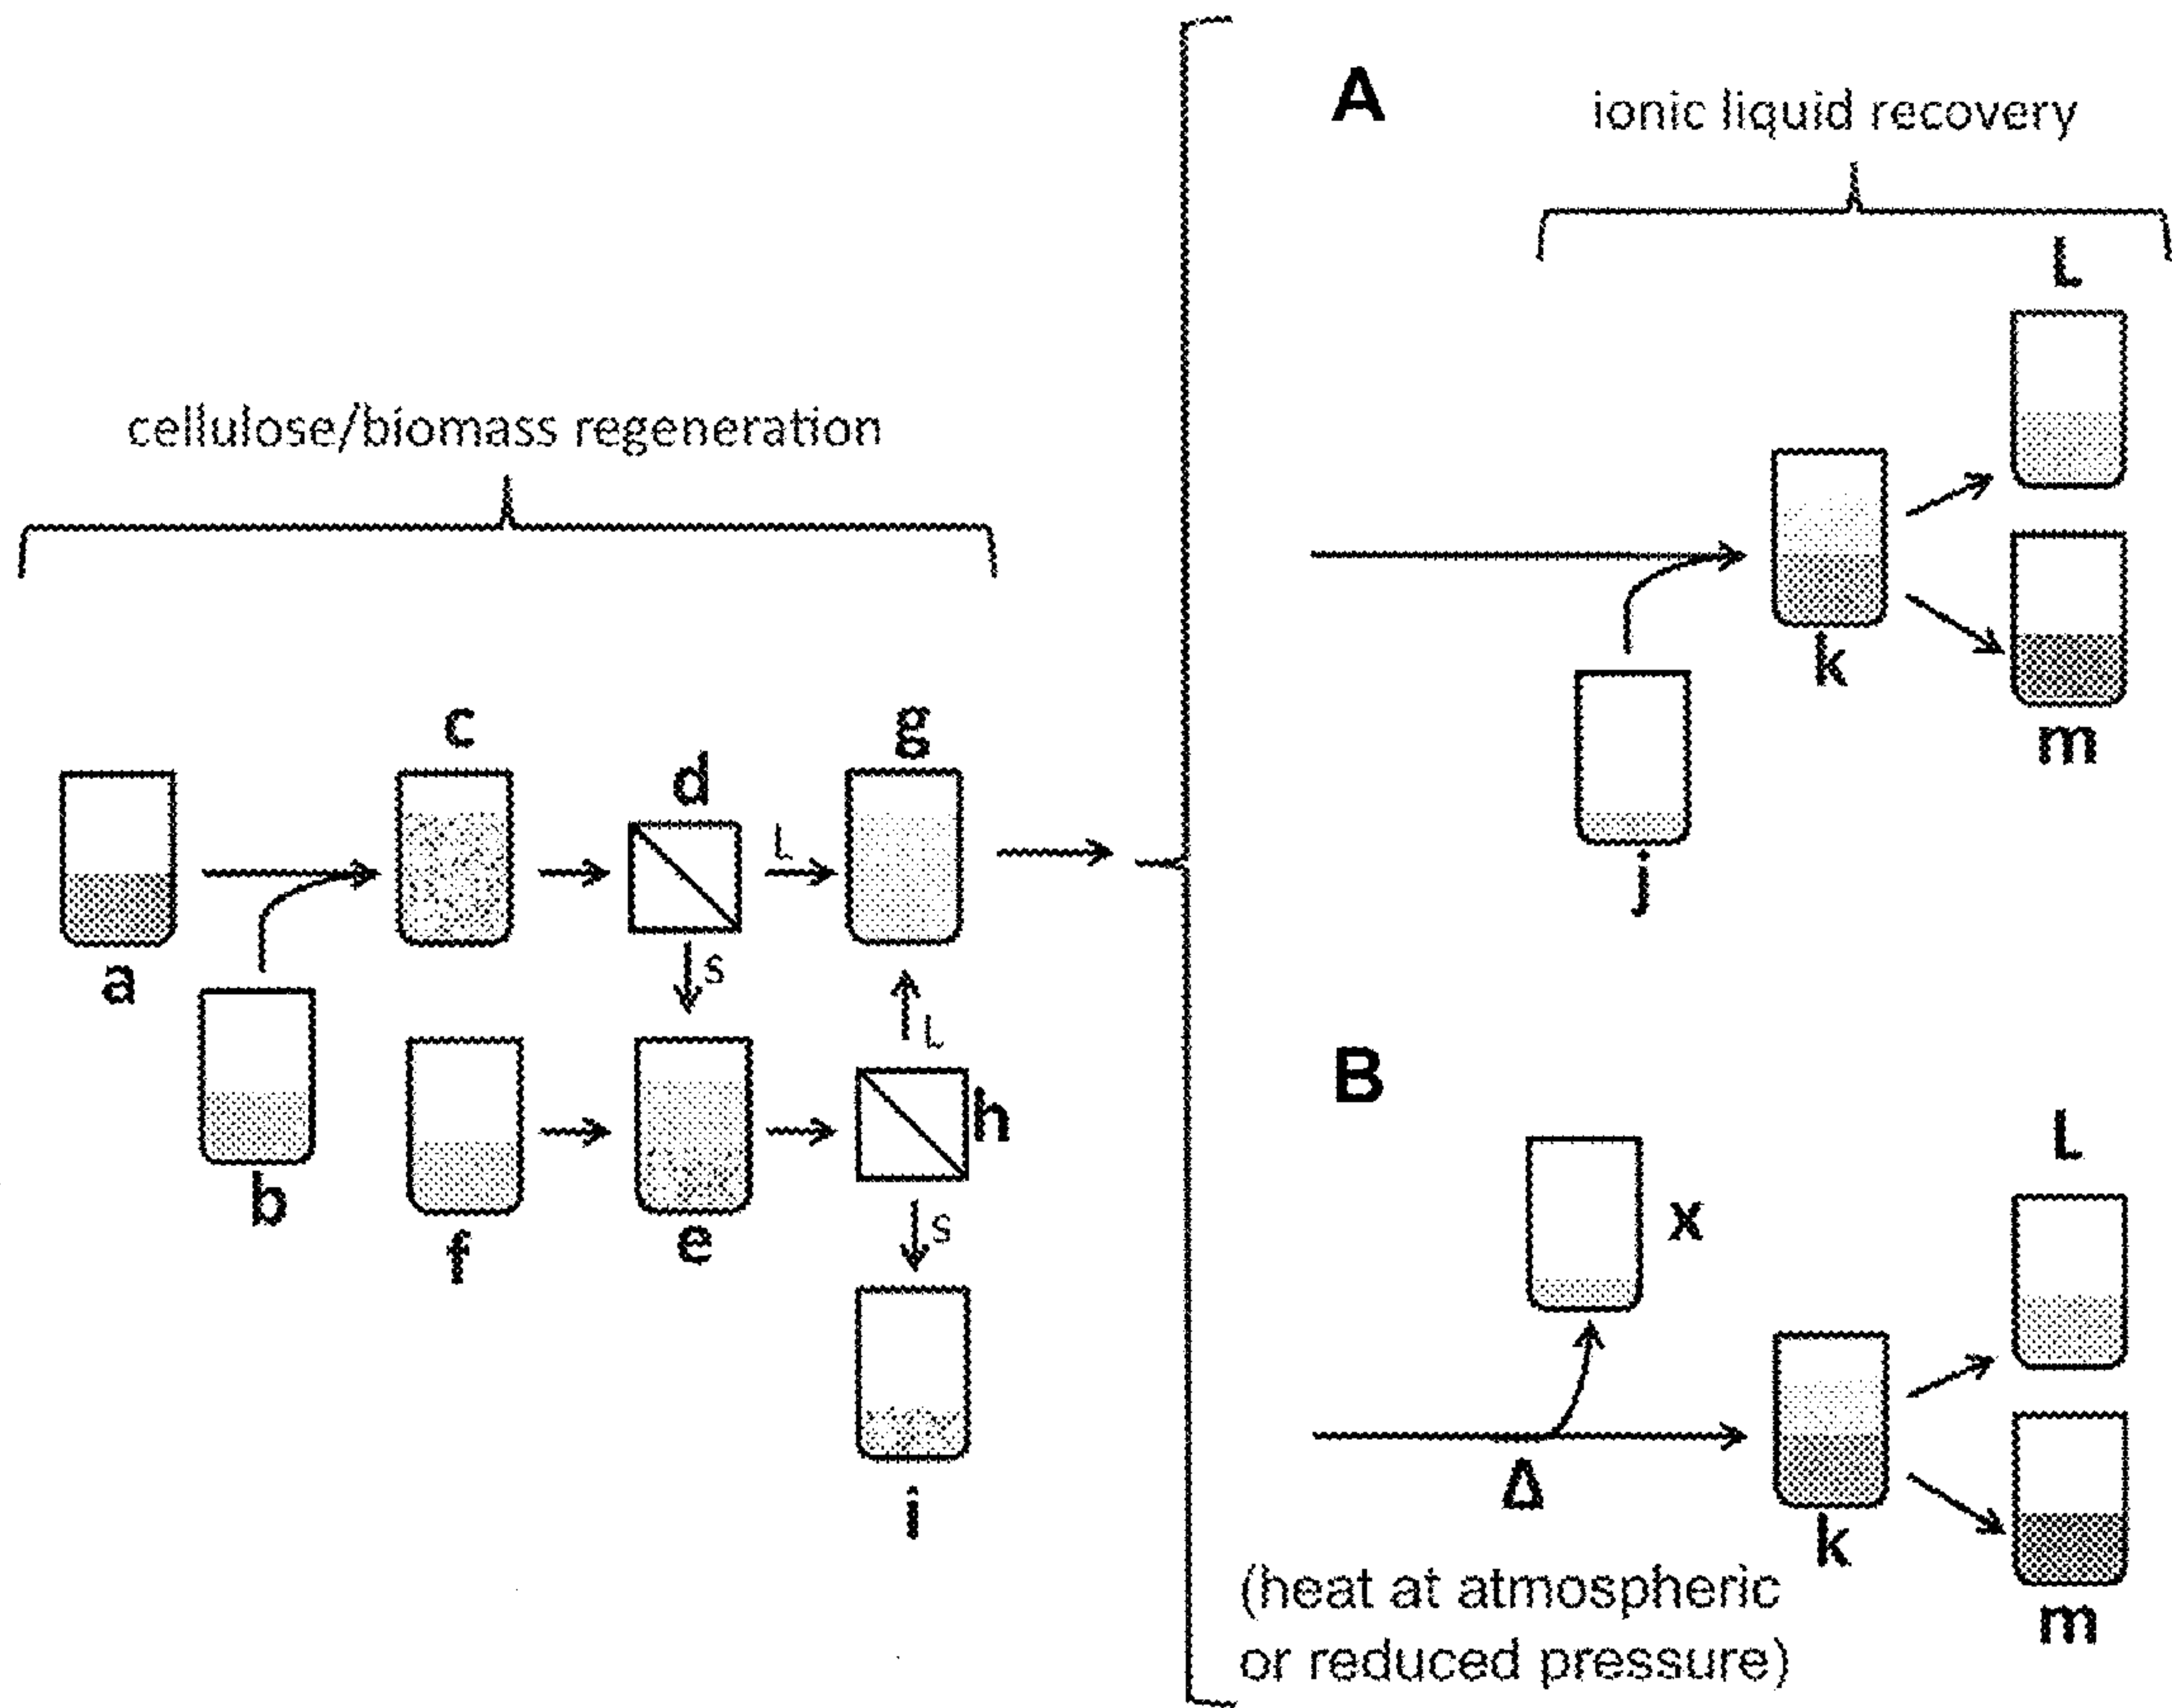 A
ionic liquid recovery
L
k
m
j
cellulose/biomass regeneration
c
g
d
L
a
s
b
f
e
L
h
s
i
B
x
L
Δ
k
m
(heat at atmospheric
or reduced pressure)